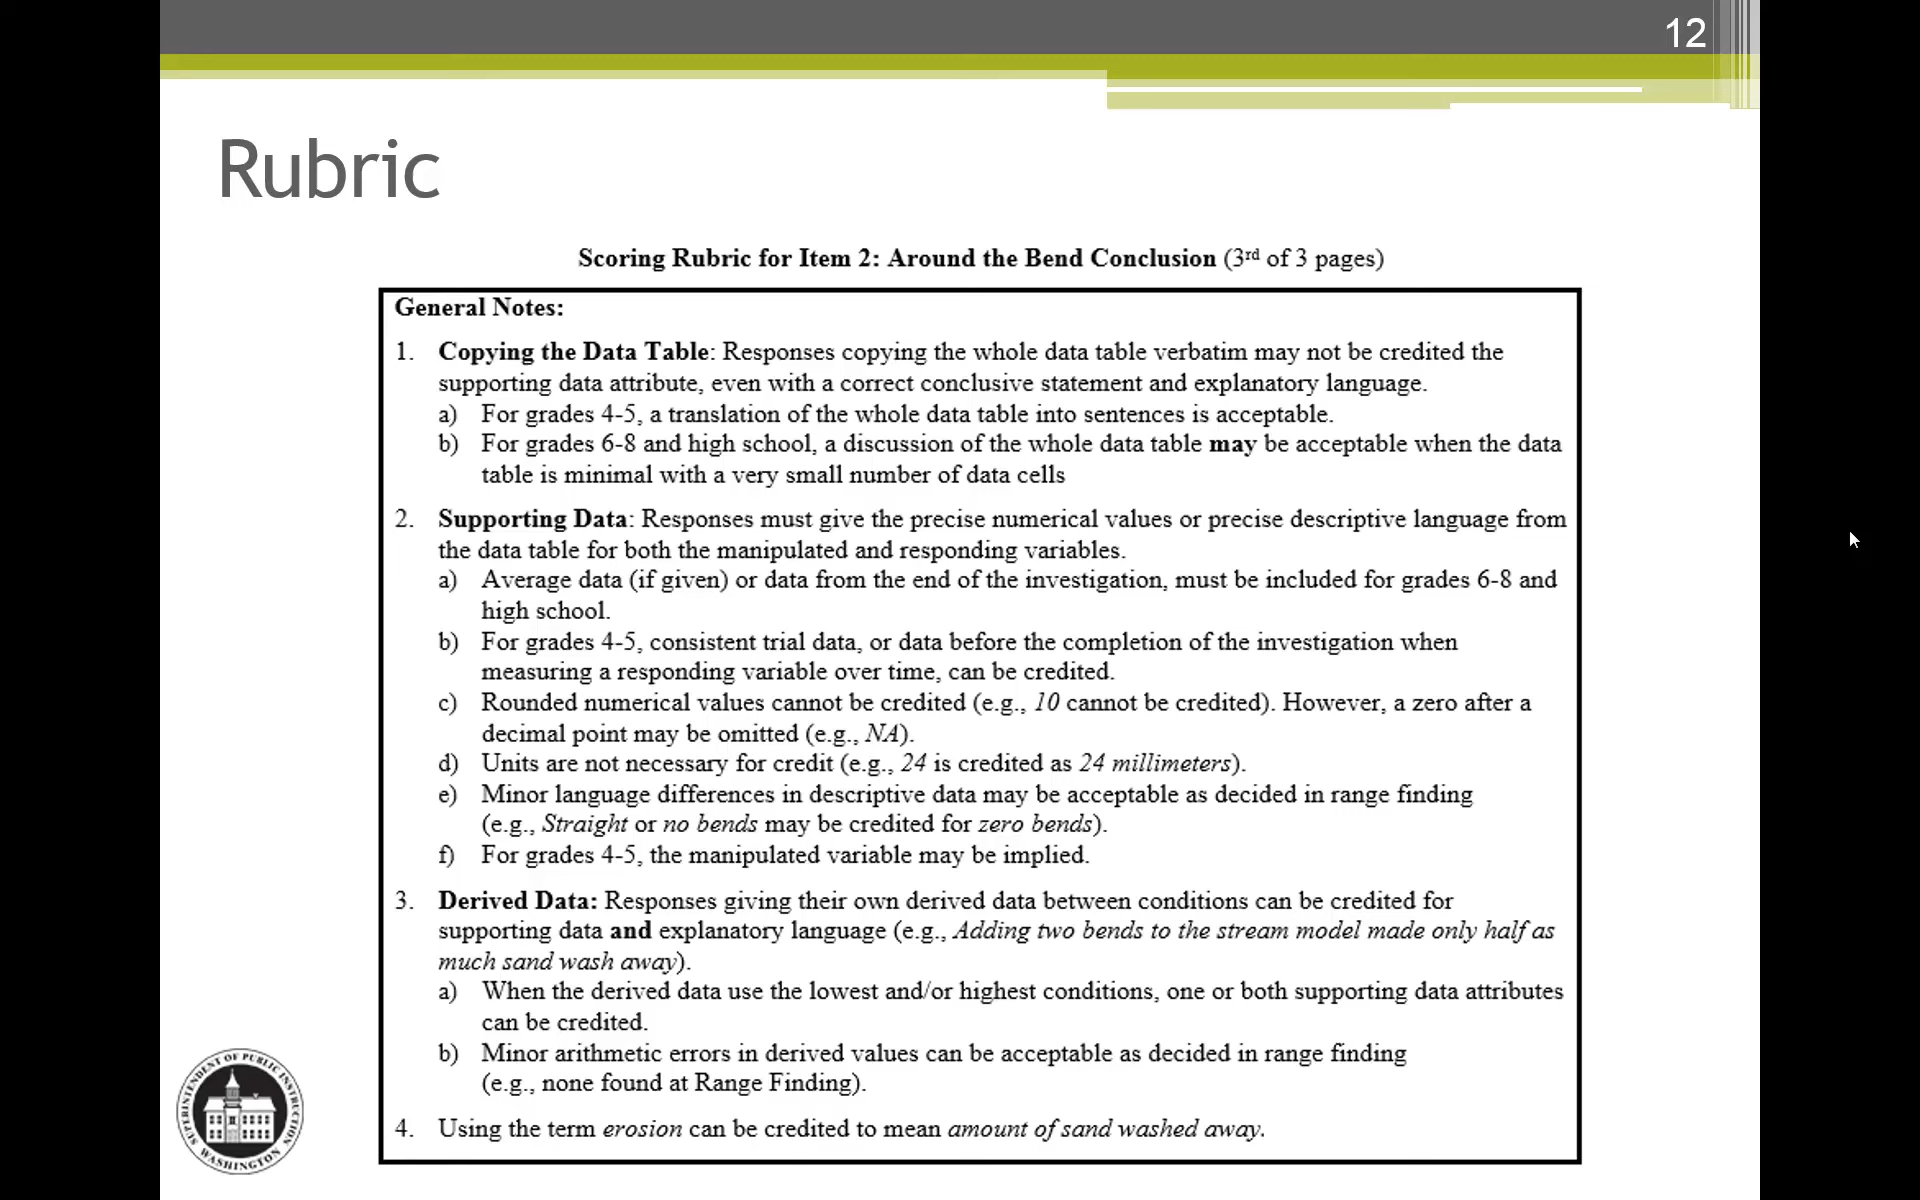 12
Rubric
Scoring Rubric for Item 2: Around the Bend Conclusion (3rd of 3 pages)
General Notes:
1. Copying the Data Table: Responses copying the whole data table verbatim may not be credited the
supporting data attribute, even with a correct conclusive statement and explanatory language.
a) For grades 4-5, a translation of the whole data table into sentences is acceptable.
b) For grades 6-8 and high school, a discussion of the whole data table may be acceptable when the data
table is minimal with a very small number of data cells
2. Supporting Data: Responses must give the precise numerical values or precise descriptive language from
the data table for both the manipulated and responding variables.
a) Average data (if given) or data from the end of the investigation, must be included for grades 6-8 and
high school.
b) For grades 4-5, consistent trial data, or data before the completion of the investigation when
measuring a responding variable over time, can be credited.
c) Rounded numerical values cannot be credited (e.g., 10 cannot be credited). However, a zero after a
decimal point may be omitted (e.g., NA).
d) Units are not necessary for credit (e.g., 24 is credited as 24 millimeters).
e) Minor language differences in descriptive data may be acceptable as decided in range finding
(e.g., Straight or no bends may be credited for zero bends).
f) For grades 4-5, the manipulated variable may be implied.
3. Derived Data: Responses giving their own derived data between conditions can be credited for
supporting data and explanatory language (e.g., Adding two bends to the stream model made only half as
much sand wash away).
a) When the derived data use the lowest and/or highest conditions, one or both supporting data attributes
can be credited.
b) Minor arithmetic errors in derived values can be acceptable as decided in range finding
(e.g., none found at Range Finding).
4. Using the term erosion can be credited to mean amount of sand washed away.
SUPERINTENDENT OF PUBLIC INSTRUCTION
WASHINGTON